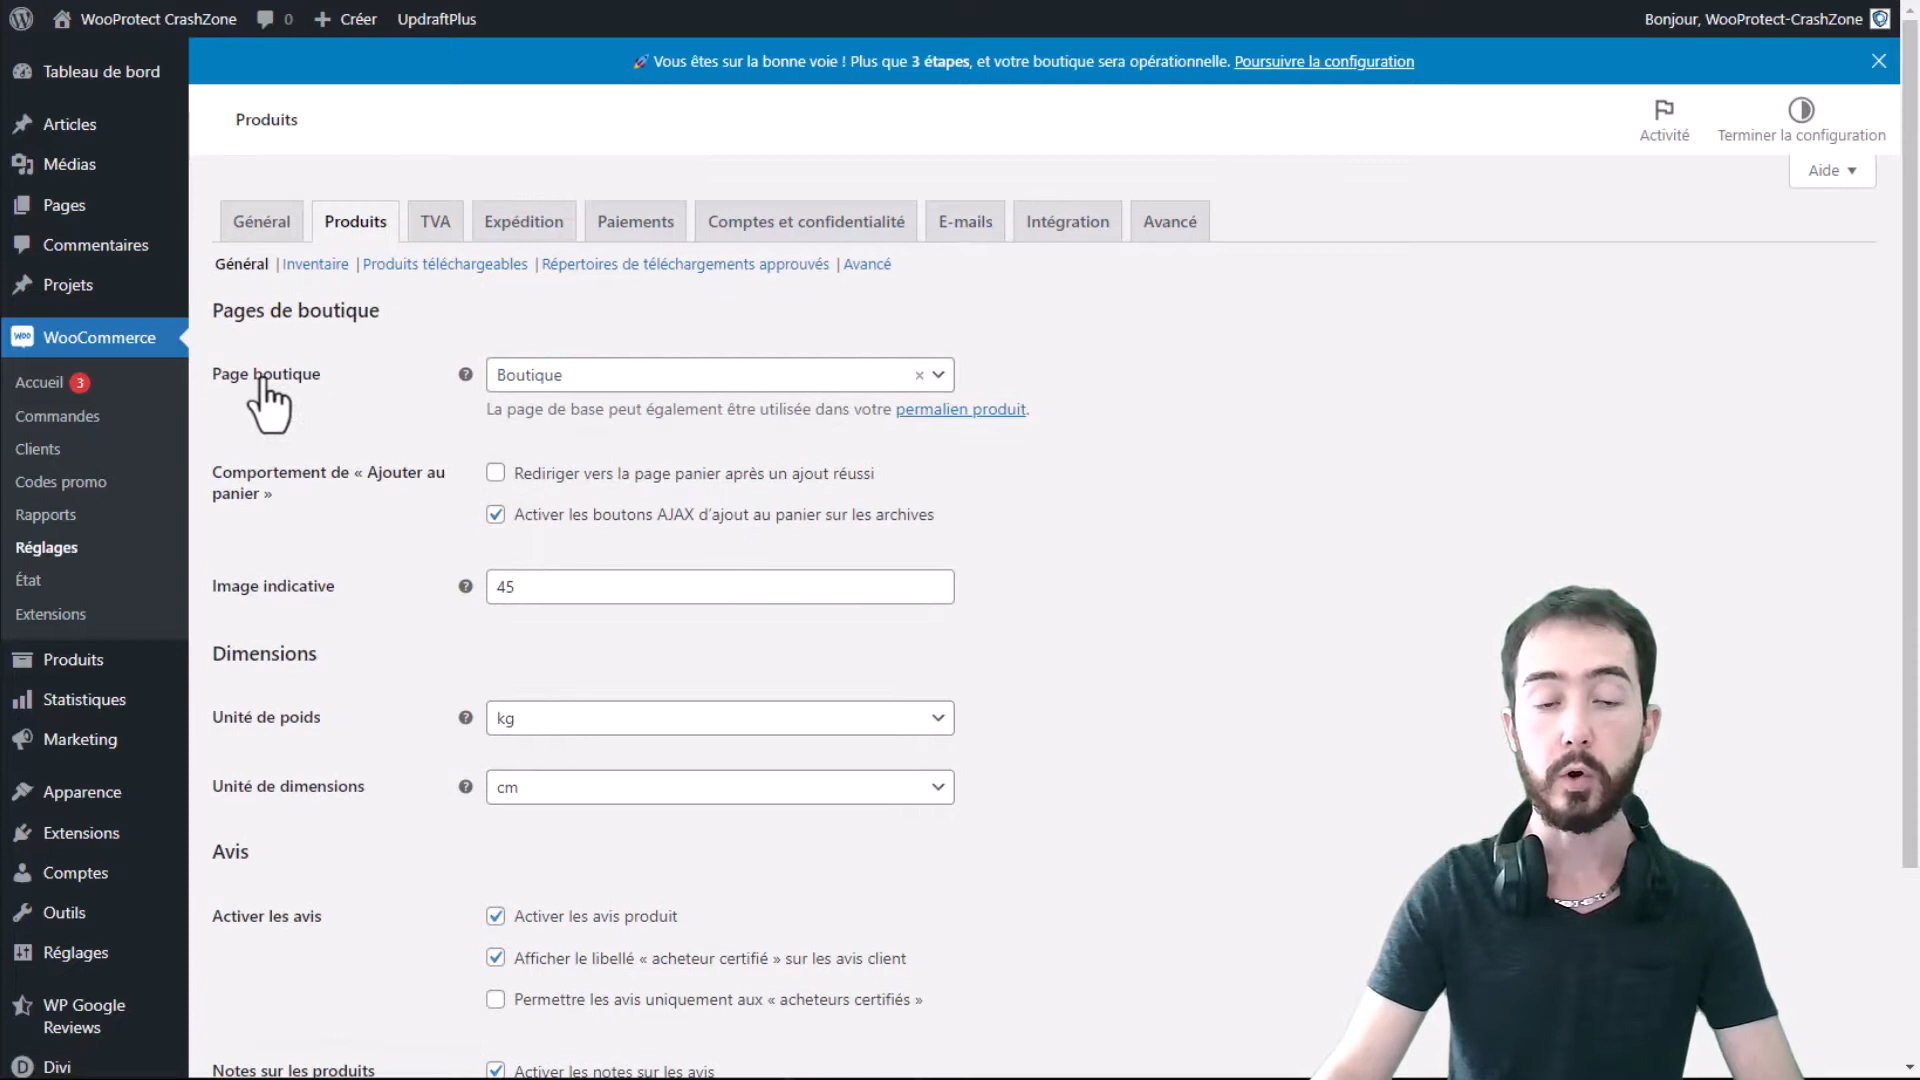 WooProtect CrashZone 0 Créer UpdraftPlus Bonjour, WooProtect-CrashZone
Vous êtes sur la bonne voie ! Plus que 3 étapes, et votre boutique sera opérationnelle. Poursuivre la configuration
Tableau de bord
Articles
Médias
Pages
Commentaires
Projets
woo WooCommerce
Accueil 3
Commandes
Clients
Codes promo
Rapports
Réglages
État
Extensions
Produits
Statistiques
Marketing
Apparence
Extensions
Comptes
Outils
Réglages
WP Google
Reviews
Divi
Produits
Activité
Terminer la configuration
Aide
Général Produits TVA Expédition Paiements Comptes et confidentialité E-mails Intégration Avancé
Général | Inventaire | Produits téléchargeables | Répertoires de téléchargements approuvés | Avancé
Pages de boutique
Page boutique
Boutique
La page de base peut également être utilisée dans votre permalien produit.
Comportement de « Ajouter au
panier »
Rediriger vers la page panier après un ajout réussi
Activer les boutons AJAX d’ajout au panier sur les archives
Image indicative
45
Dimensions
Unité de poids
kg
Unité de dimensions
cm
Avis
Activer les avis
Activer les avis produit
Afficher le libellé « acheteur certifié » sur les avis client
Permettre les avis uniquement aux « acheteurs certifiés »
Notes sur les produits
Activer les notes sur les avis